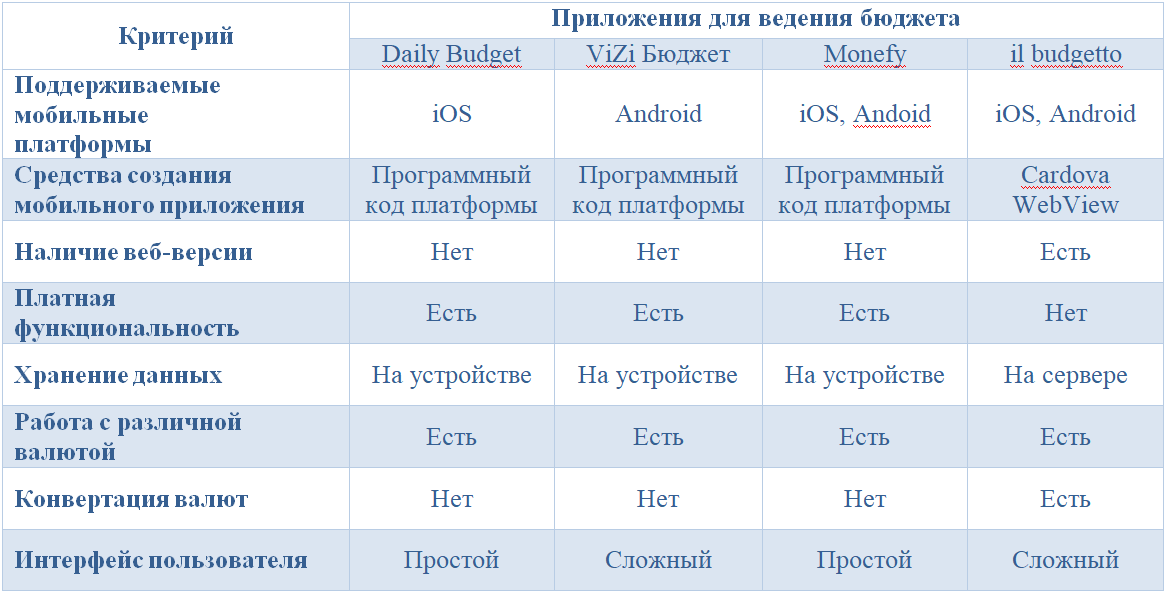 Критерий
Приложения для ведения бюджета
Daily Budget
ViZi Бюджет
Monefy
il budgetto
Поддерживаемые
мобильные
платформы
iOS
Android
iOS, Andoid
iOS, Android
Средства создания
мобильного приложения
Программный
код платформы
Программный
код платформы
Программный
код платформы
Cardova
WebView
Наличие веб-версии
Нет
Нет
Нет
Есть
Платная
функциональность
Есть
Есть
Есть
Нет
Хранение данных
На устройстве
На устройстве
На устройстве
На сервере
Работа с различной
валютой
Есть
Есть
Есть
Есть
Конвертация валют
Нет
Нет
Нет
Есть
Интерфейс пользователя
Простой
Сложный
Простой
Сложный